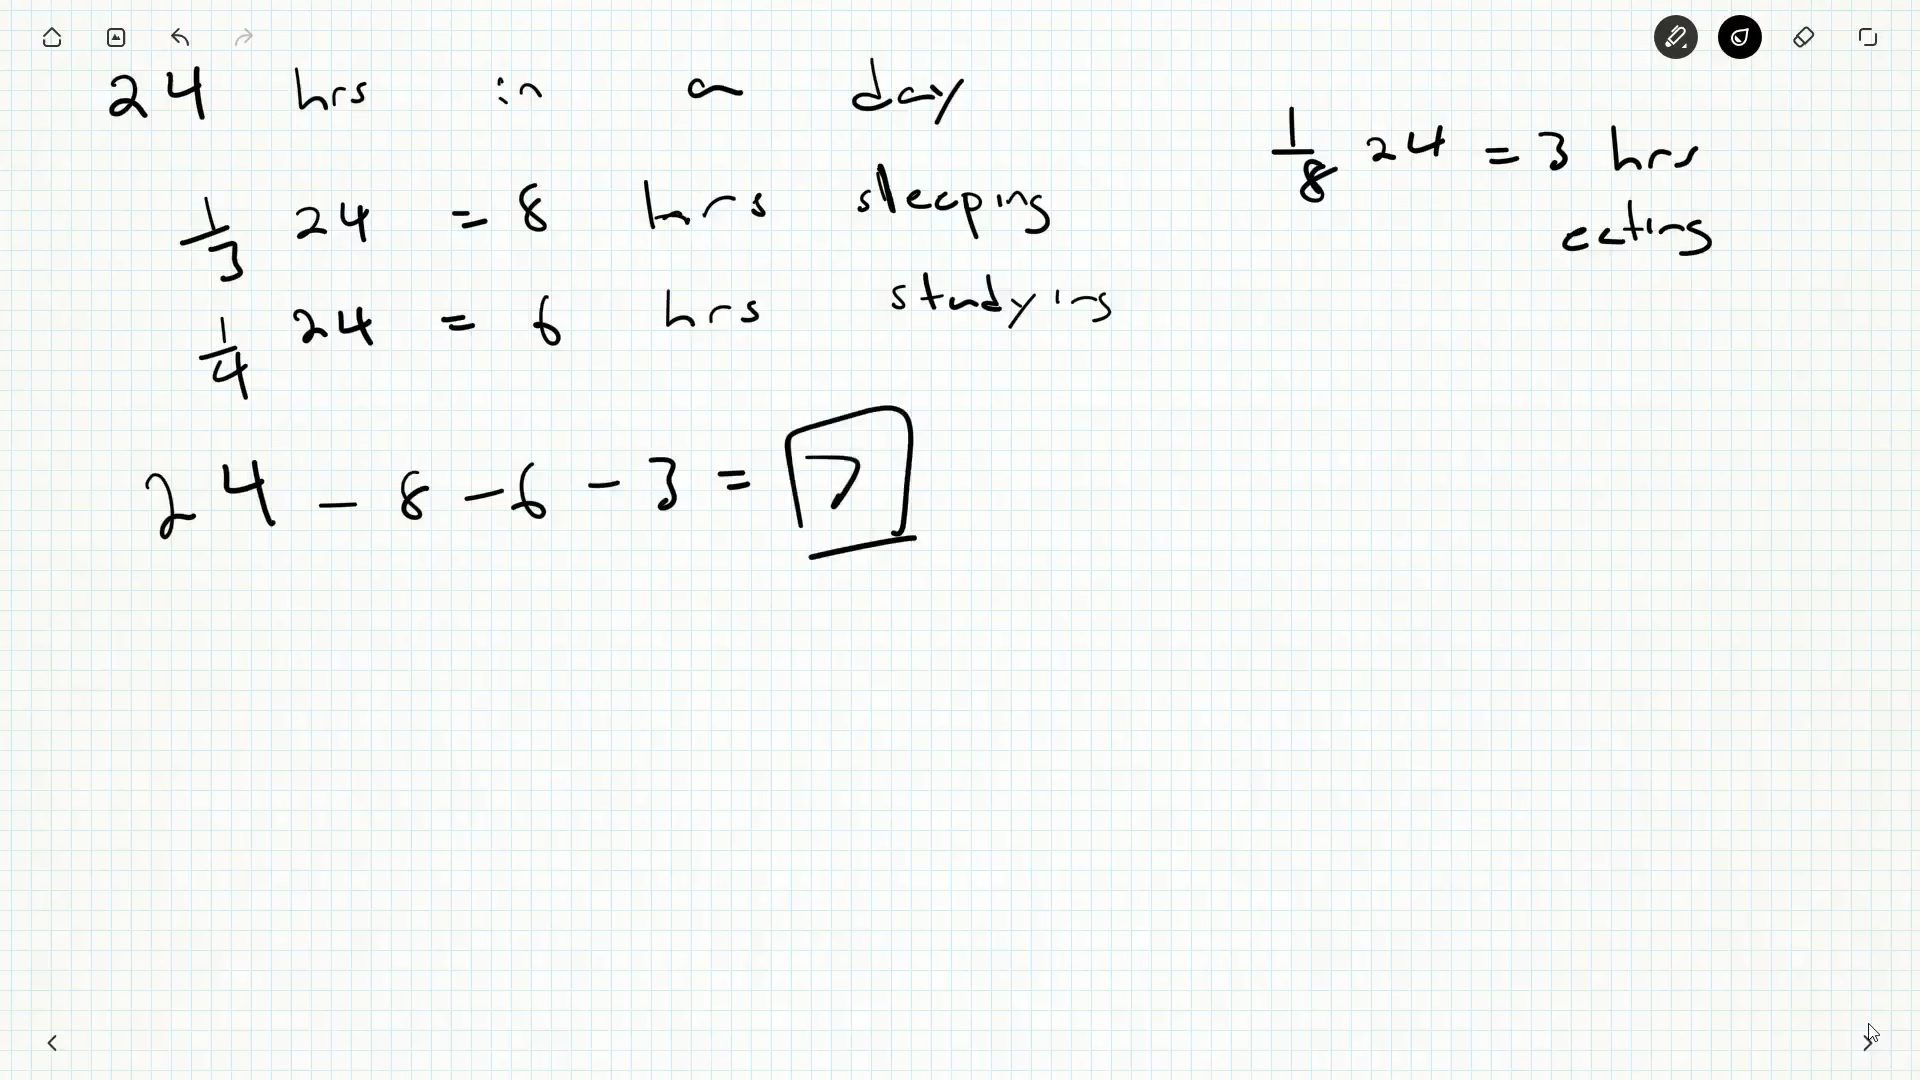 24 hrs in a day
1/3 24 = 8 hrs sleeping
1/4 24 = 6 hrs studying
24 - 8 - 6 - 3 = 7
1/8 24 = 3 hrs
eating